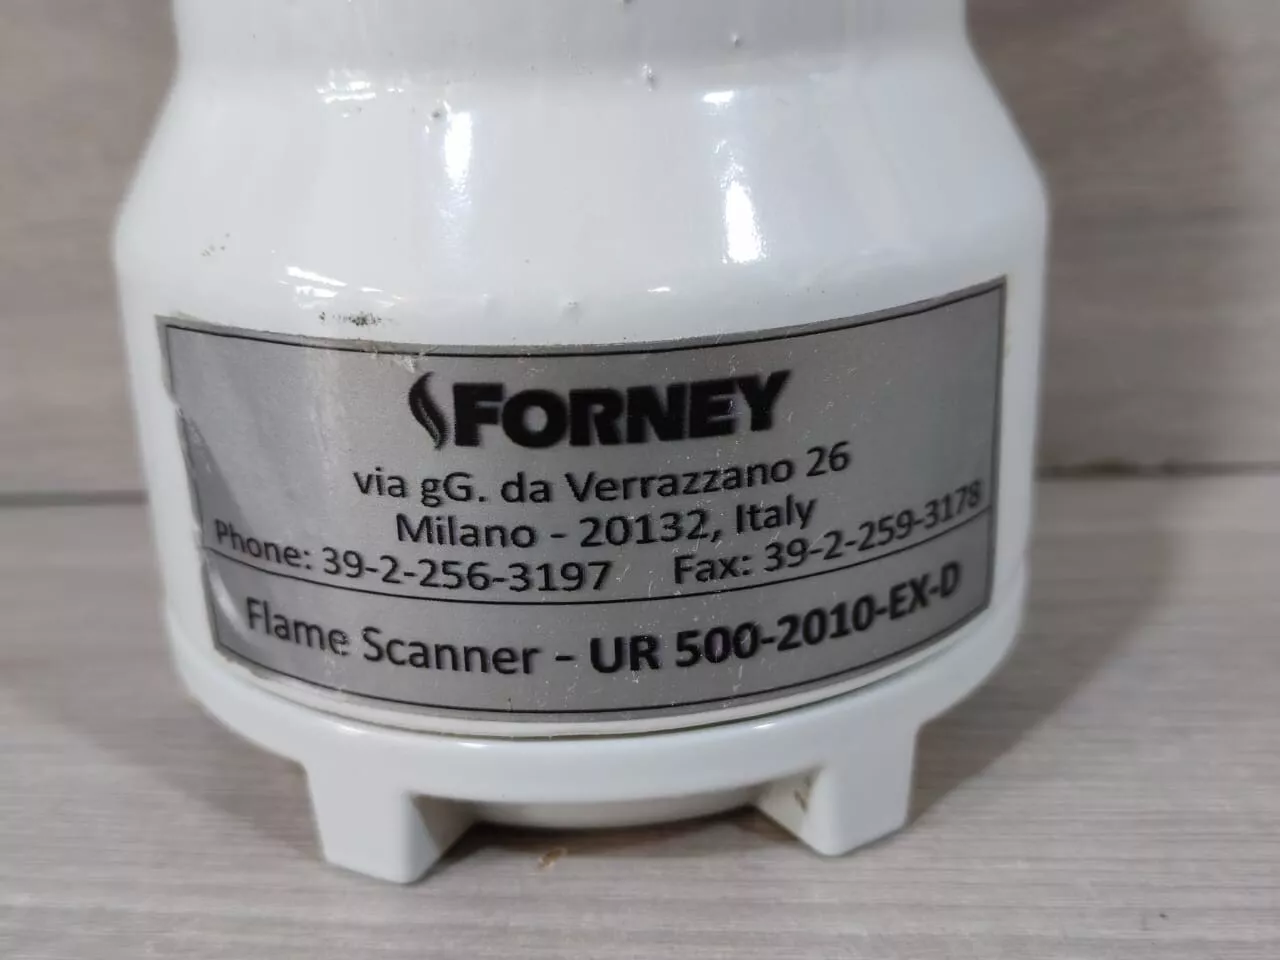 FORNEY
via gG. da Verrazzano 26
Milano - 20132, Italy
Phone: 39-2-256-3197 Fax: 39-2-259-3178
Flame Scanner - UR 500-2010-EX-D